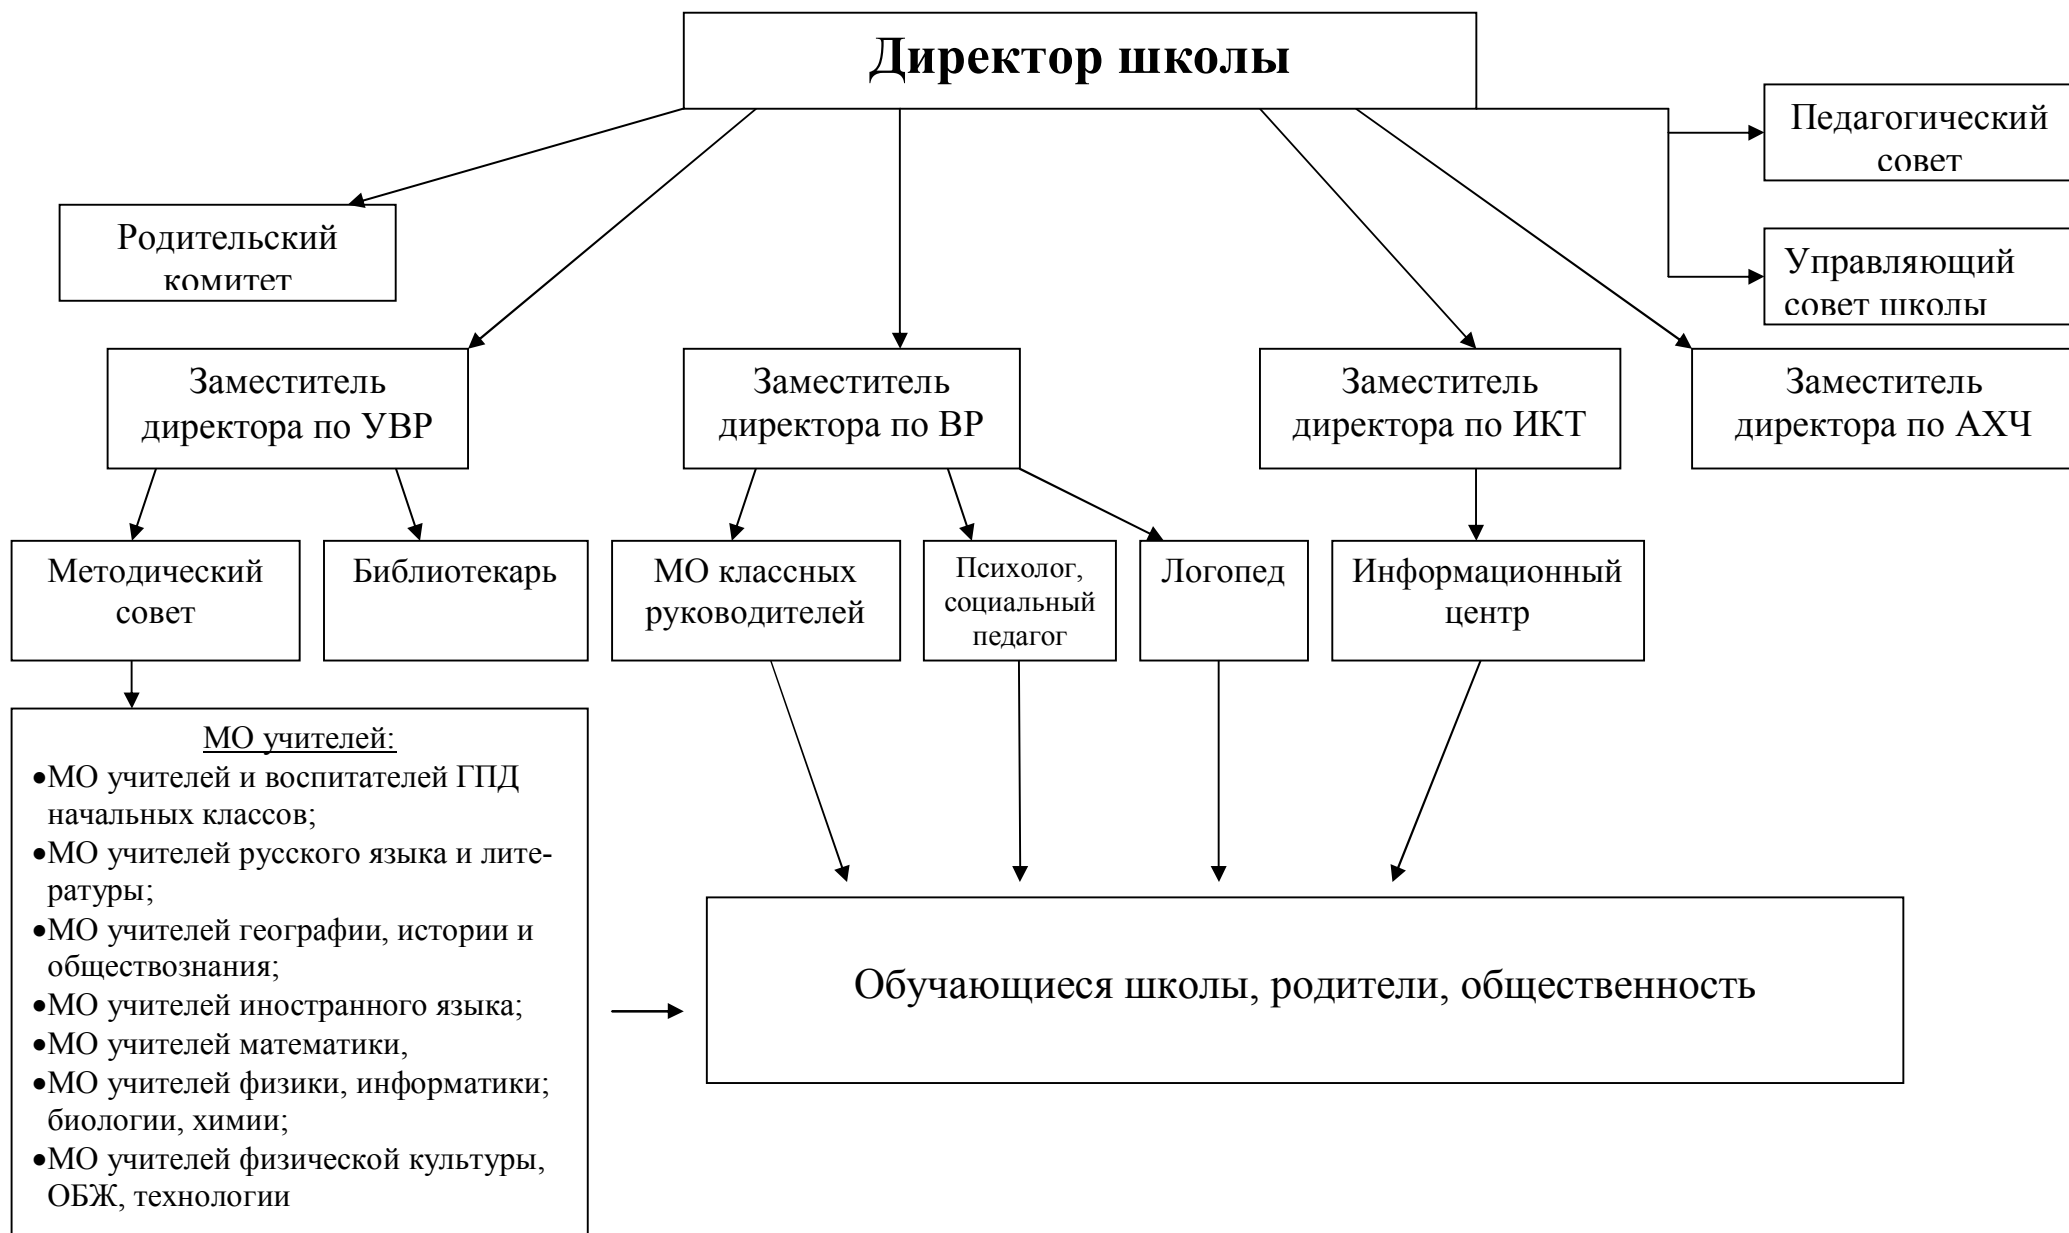 Директор школы
Педагогический
совет
Родительский
комитет
Управляющий
совет школы
Заместитель
директора по УВР
Заместитель
директора по ВР
Заместитель
директора по ИКТ
Заместитель
директора по АХЧ
Методический
совет
Библиотекарь
МО классных
руководителей
Психолог,
социальный
педагог
Логопед
Информационный
центр
МО учителей:
•МО учителей и воспитателей ГПД
начальных классов;
•МО учителей русского языка и лите-
ратуры;
•МО учителей географии, истории и
обществознания;
•МО учителей иностранного языка;
•МО учителей математики,
•МО учителей физики, информатики;
биологии, химии;
•МО учителей физической культуры,
ОБЖ, технологии
Обучающиеся школы, родители, общественность